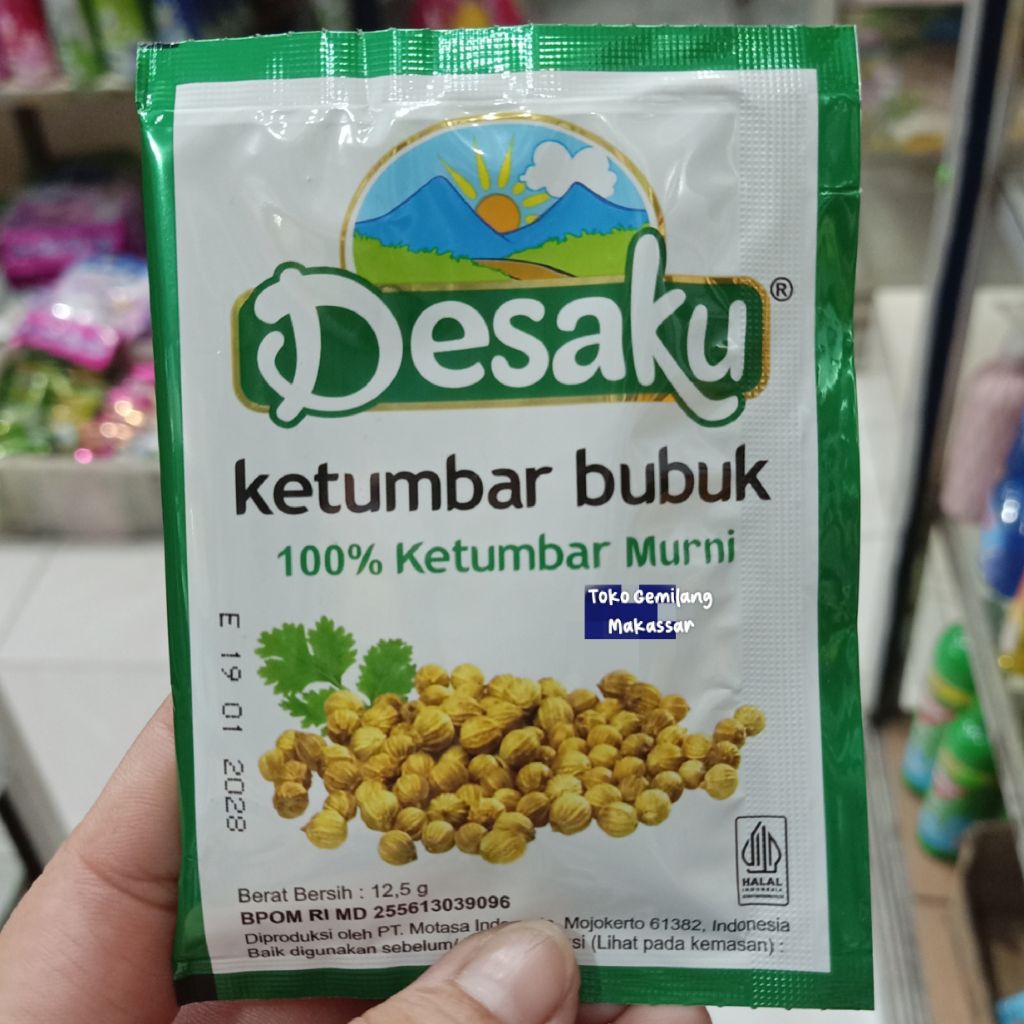 Desaku ®
ketumbar bubuk
100% Ketumbar Murni
Toko Gemilang
Makassar
E 19 01 2028
HALAL
INDONESIA
Berat Bersih : 12,5 g
BPOM RI MD 255613039096
Diproduksi oleh PT. Motasa Mojokerto 61382, Indonesia
Baik digunakan sebelum/ (Lihat pada kemasan) :